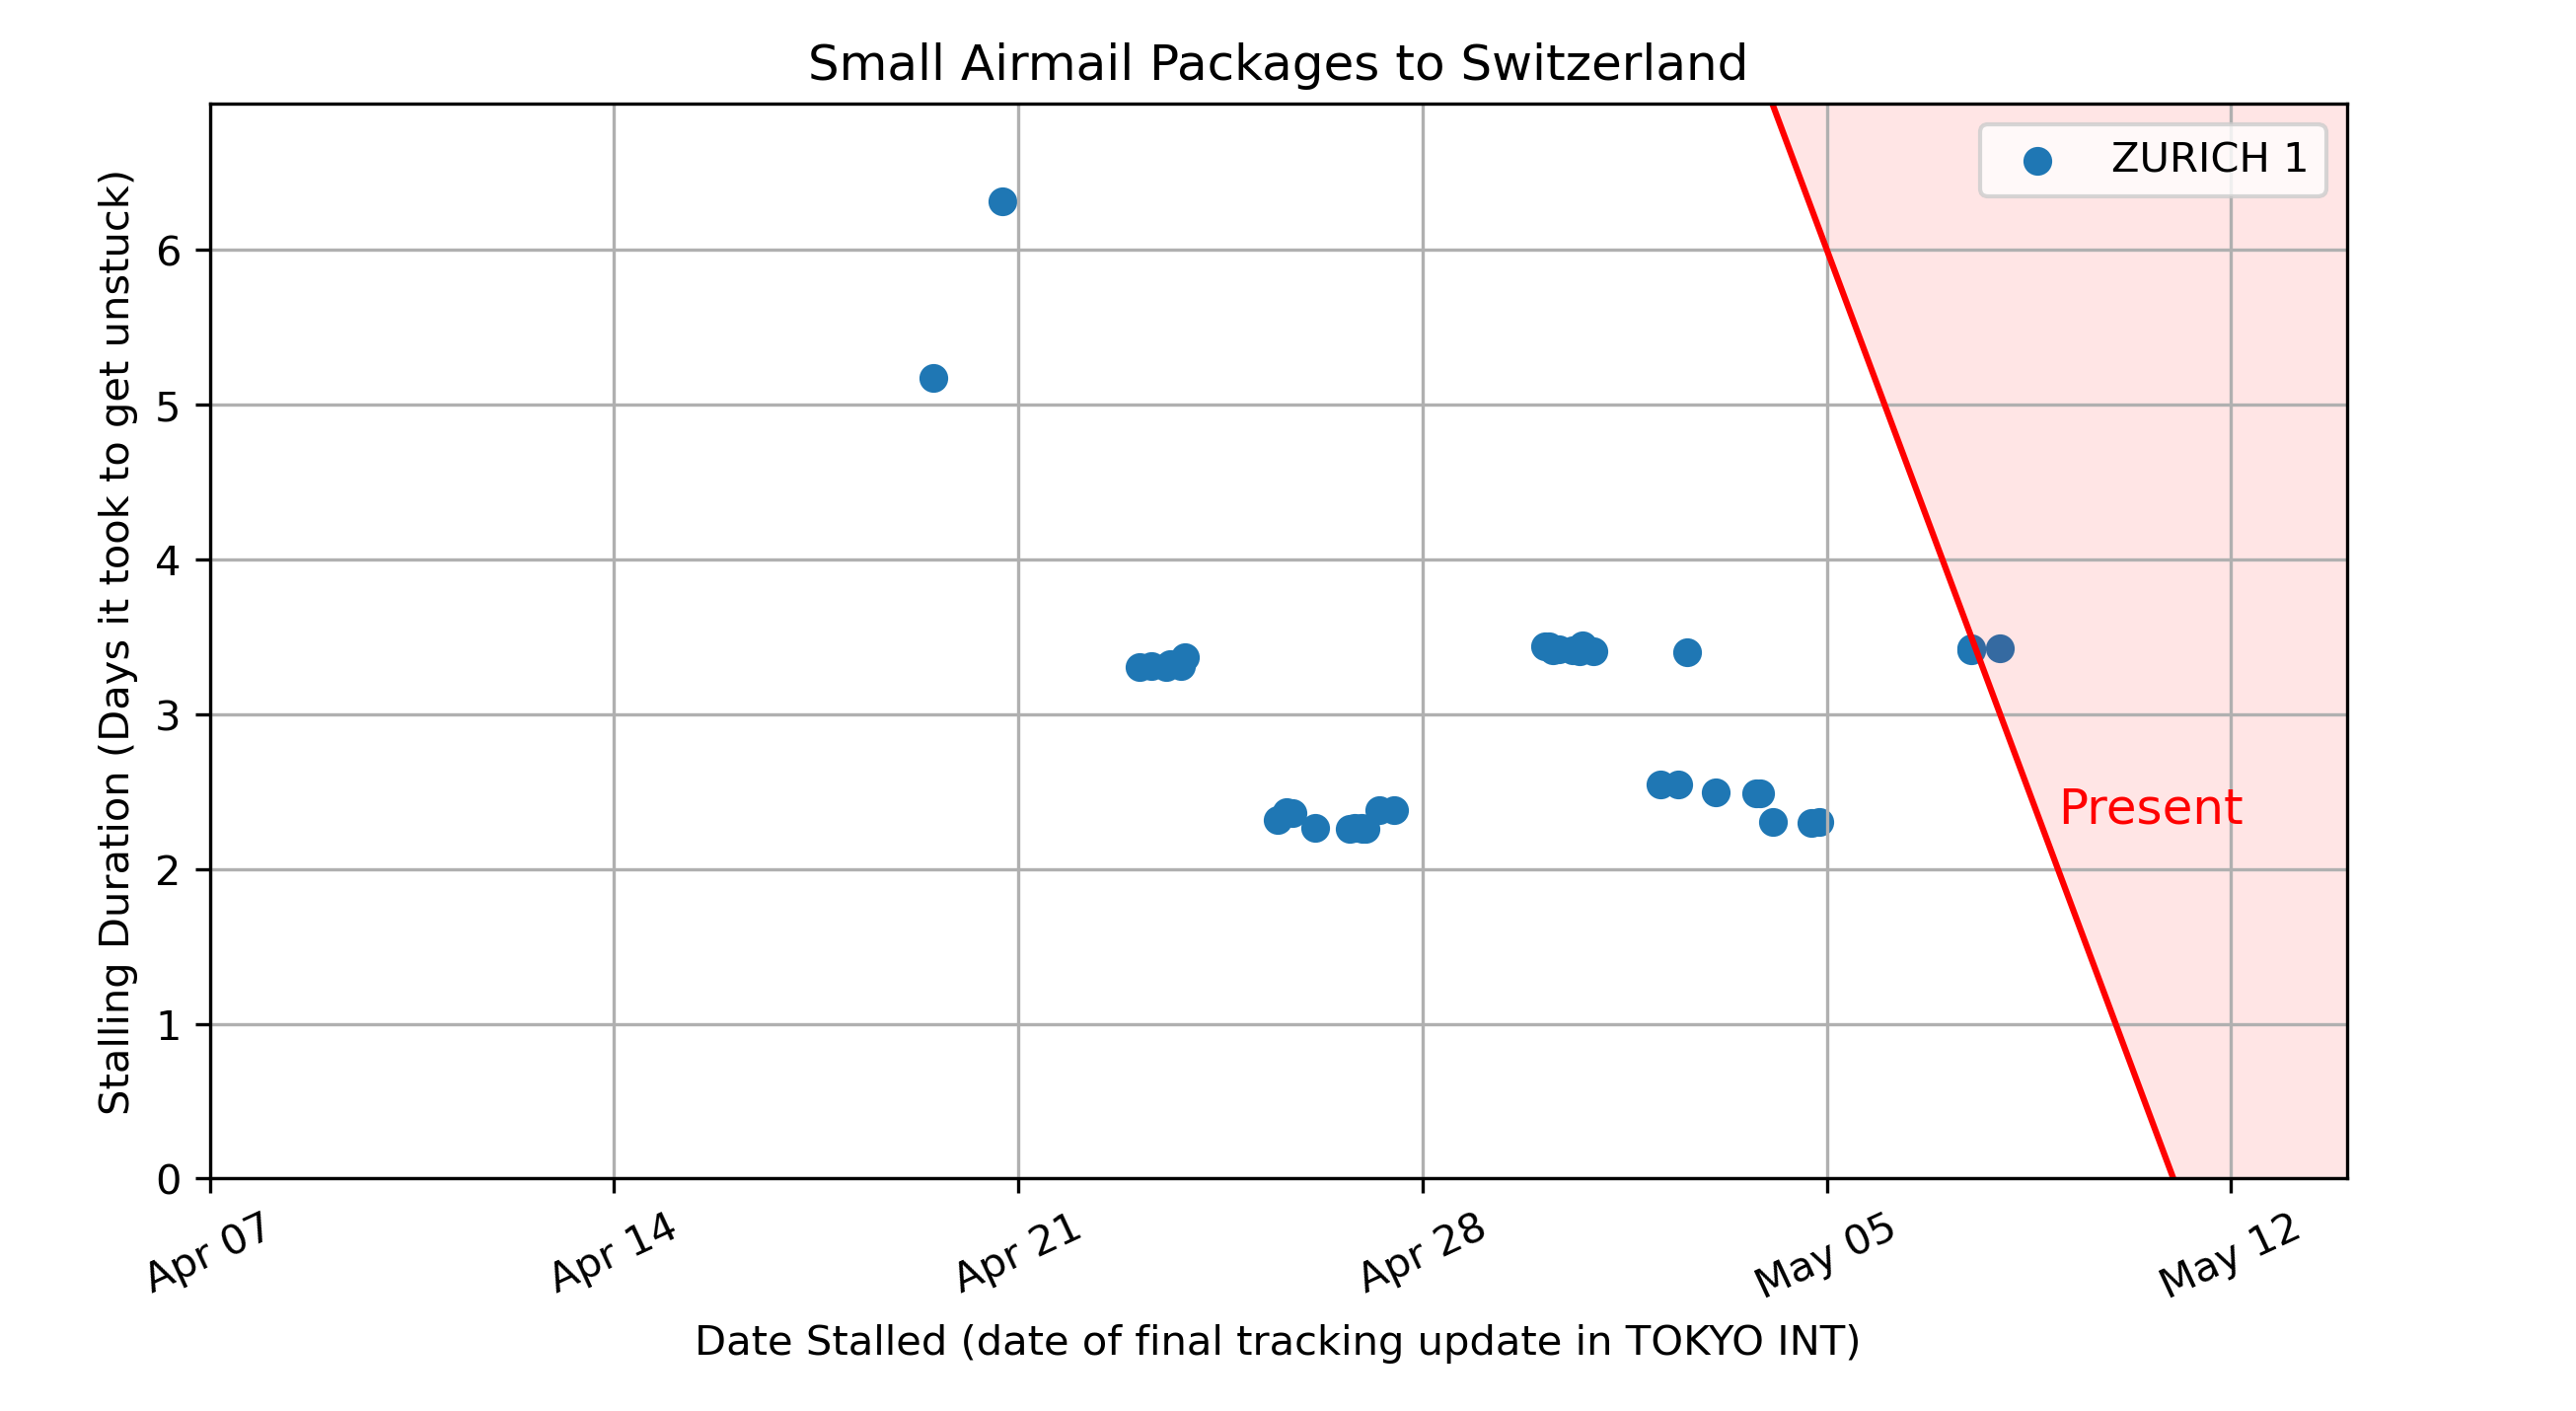 Small Airmail Packages to Switzerland
ZURICH 1
Stalling Duration (Days it took to get unstuck)
6
5
4
3
2
1
0
Present
Apr 07
Apr 14
Apr 21
Apr 28
May 05
May 12
Date Stalled (date of final tracking update in TOKYO INT)